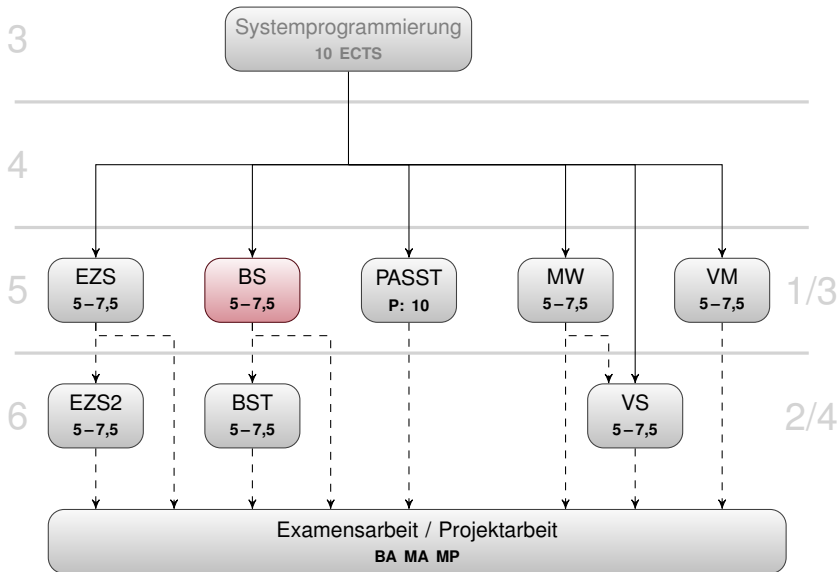 3
Systemprogrammierung
10 ECTS
4
5
EZS
5–7,5
BS
5–7,5
PASST
P: 10
MW
5–7,5
VM
5–7,5
1/3
6
EZS2
5–7,5
BST
5–7,5
VS
5–7,5
2/4
Examensarbeit / Projektarbeit
BA MA MP